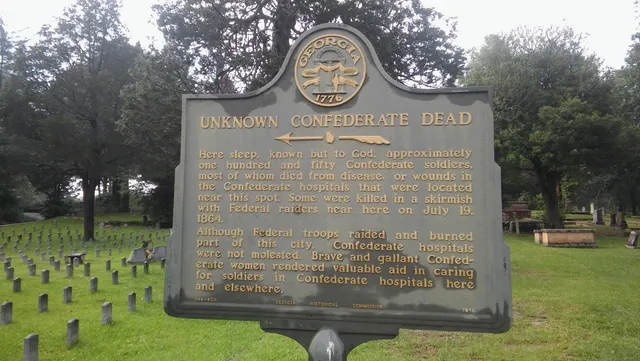 GEORGIA
1776
UNKNOWN CONFEDERATE DEAD
Here sleep, known but to God, approximately
one hundred and fifty Confederate soldiers,
most of whom died from disease, or wounds in
the Confederate hospitals that were located
near this spot. Some were killed in a skirmish
with Federal raiders near here on July 19,
1864.
Although Federal troops raided and burned
part of this city, Confederate hospitals
were not molested. Brave and gallant Confed-
erate women rendered valuable aid in caring
for soldiers in Confederate hospitals here
and elsewhere.
GEORGIA HISTORICAL COMMISSION